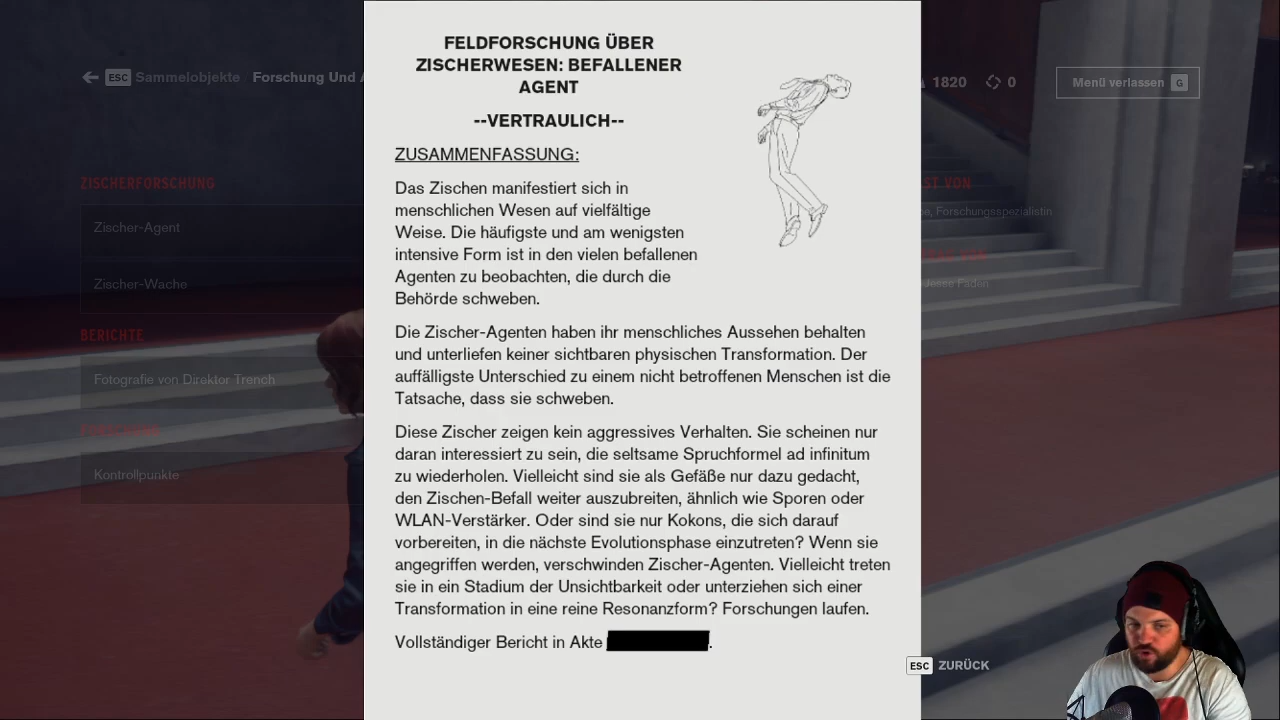 ESC Sammelobjekte Forschung Und A
1820 0
Menü verlassen G
ZISCHERFORSCHUNG
Zischer-Agent
Zischer-Wache
BERICHTE
Fotografie von Direktor Trench
Kontrollpunkte
FELDFORSCHUNG ÜBER
ZISCHERWESEN: BEFALLENER
AGENT
--VERTRAULICH--
ZUSAMMENFASSUNG:
Das Zischen manifestiert sich in
menschlichen Wesen auf vielfältige
Weise. Die häufigste und am wenigsten
intensive Form ist in den vielen befallenen
Agenten zu beobachten, die durch die
Behörde schweben.
Die Zischer-Agenten haben ihr menschliches Aussehen behalten
und unterliefen keiner sichtbaren physischen Transformation. Der
auffälligste Unterschied zu einem nicht betroffenen Menschen ist die
Tatsache, dass sie schweben.
Diese Zischer zeigen kein aggressives Verhalten. Sie scheinen nur
daran interessiert zu sein, die seltsame Spruchformel ad infinitum
zu wiederholen. Vielleicht sind sie als Gefäße nur dazu gedacht,
den Zischen-Befall weiter auszubreiten, ähnlich wie Sporen oder
WLAN-Verstärker. Oder sind sie nur Kokons, die sich darauf
vorbereiten, in die nächste Evolutionsphase einzutreten? Wenn sie
angegriffen werden, verschwinden Zischer-Agenten. Vielleicht treten
sie in ein Stadium der Unsichtbarkeit oder unterziehen sich einer
Transformation in eine reine Resonanzform? Forschungen laufen.
Vollständiger Bericht in Akte .
ST VON
, Forschungsspezialistin
Jesse Faden
ESC ZURÜCK